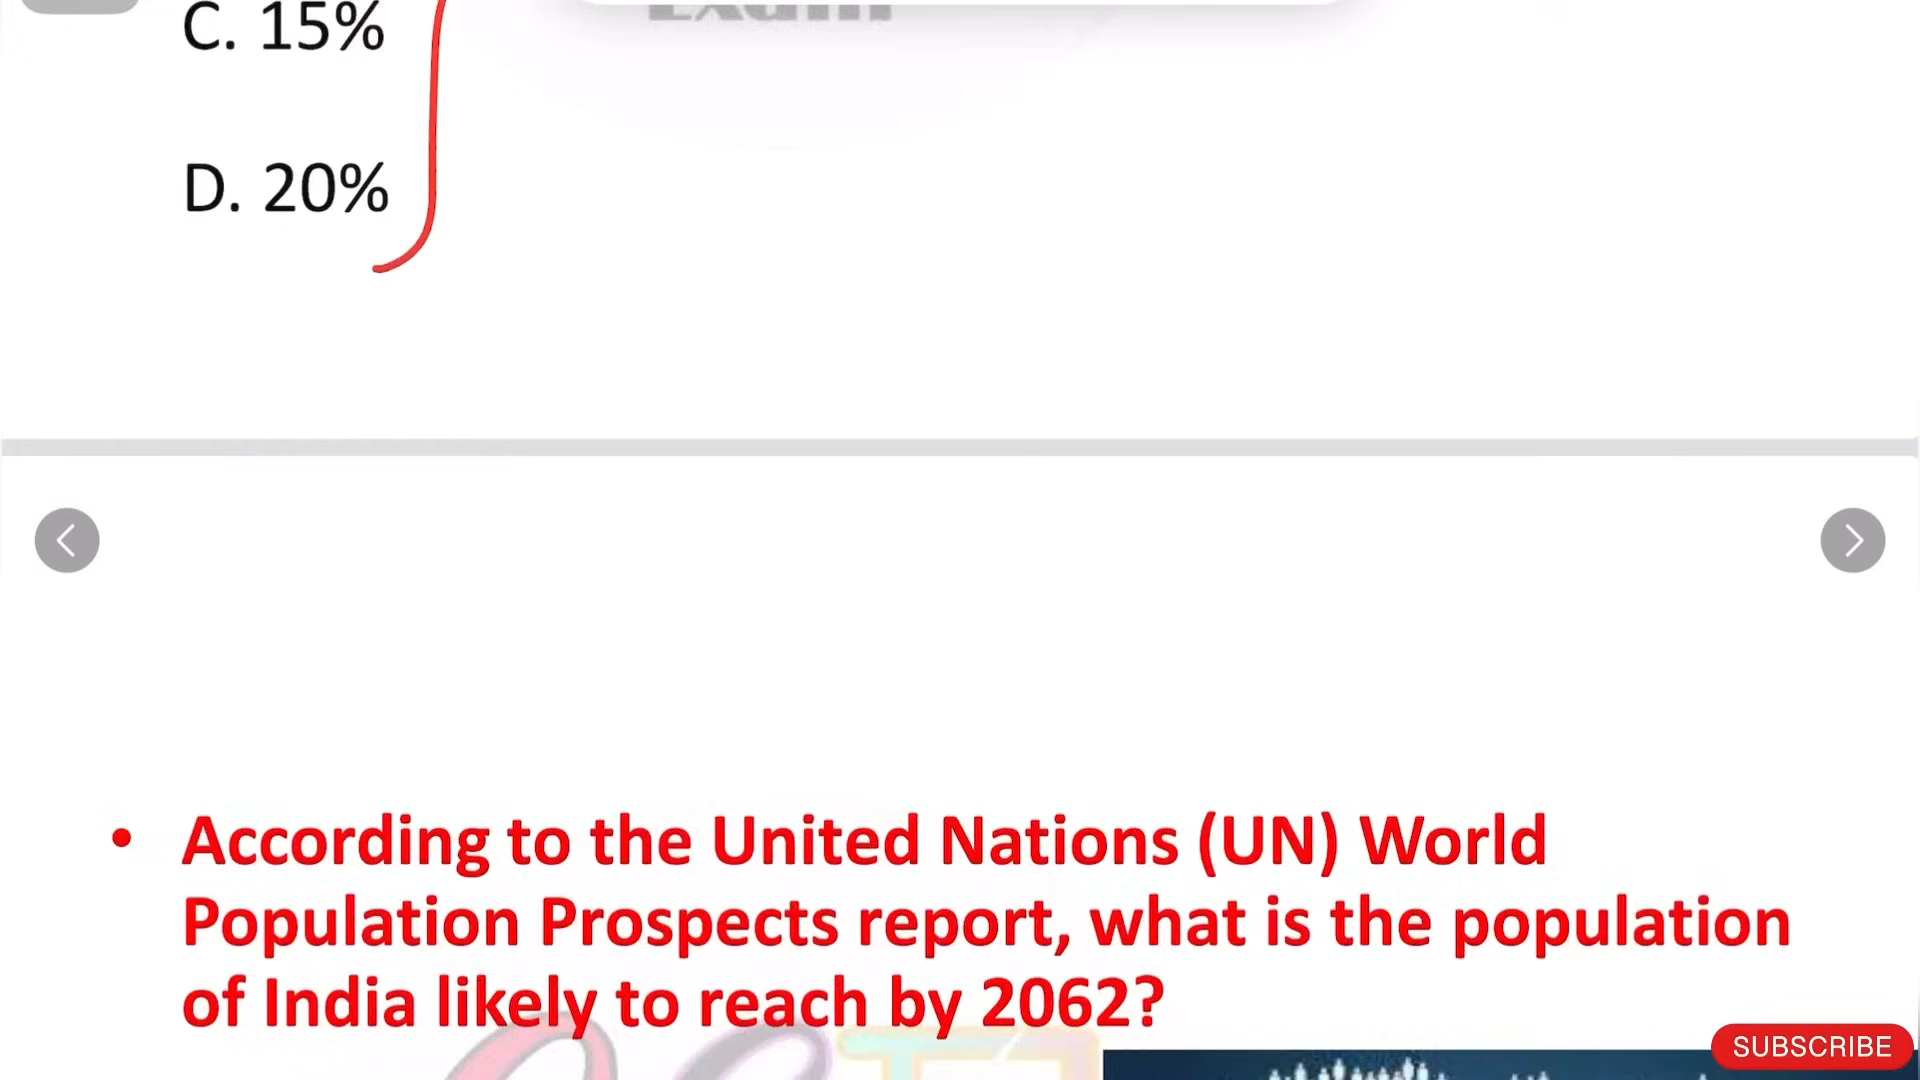 C. 15%
Exam
D. 20%
• According to the United Nations (UN) World
Population Prospects report, what is the population
of India likely to reach by 2062?
SUBSCRIBE